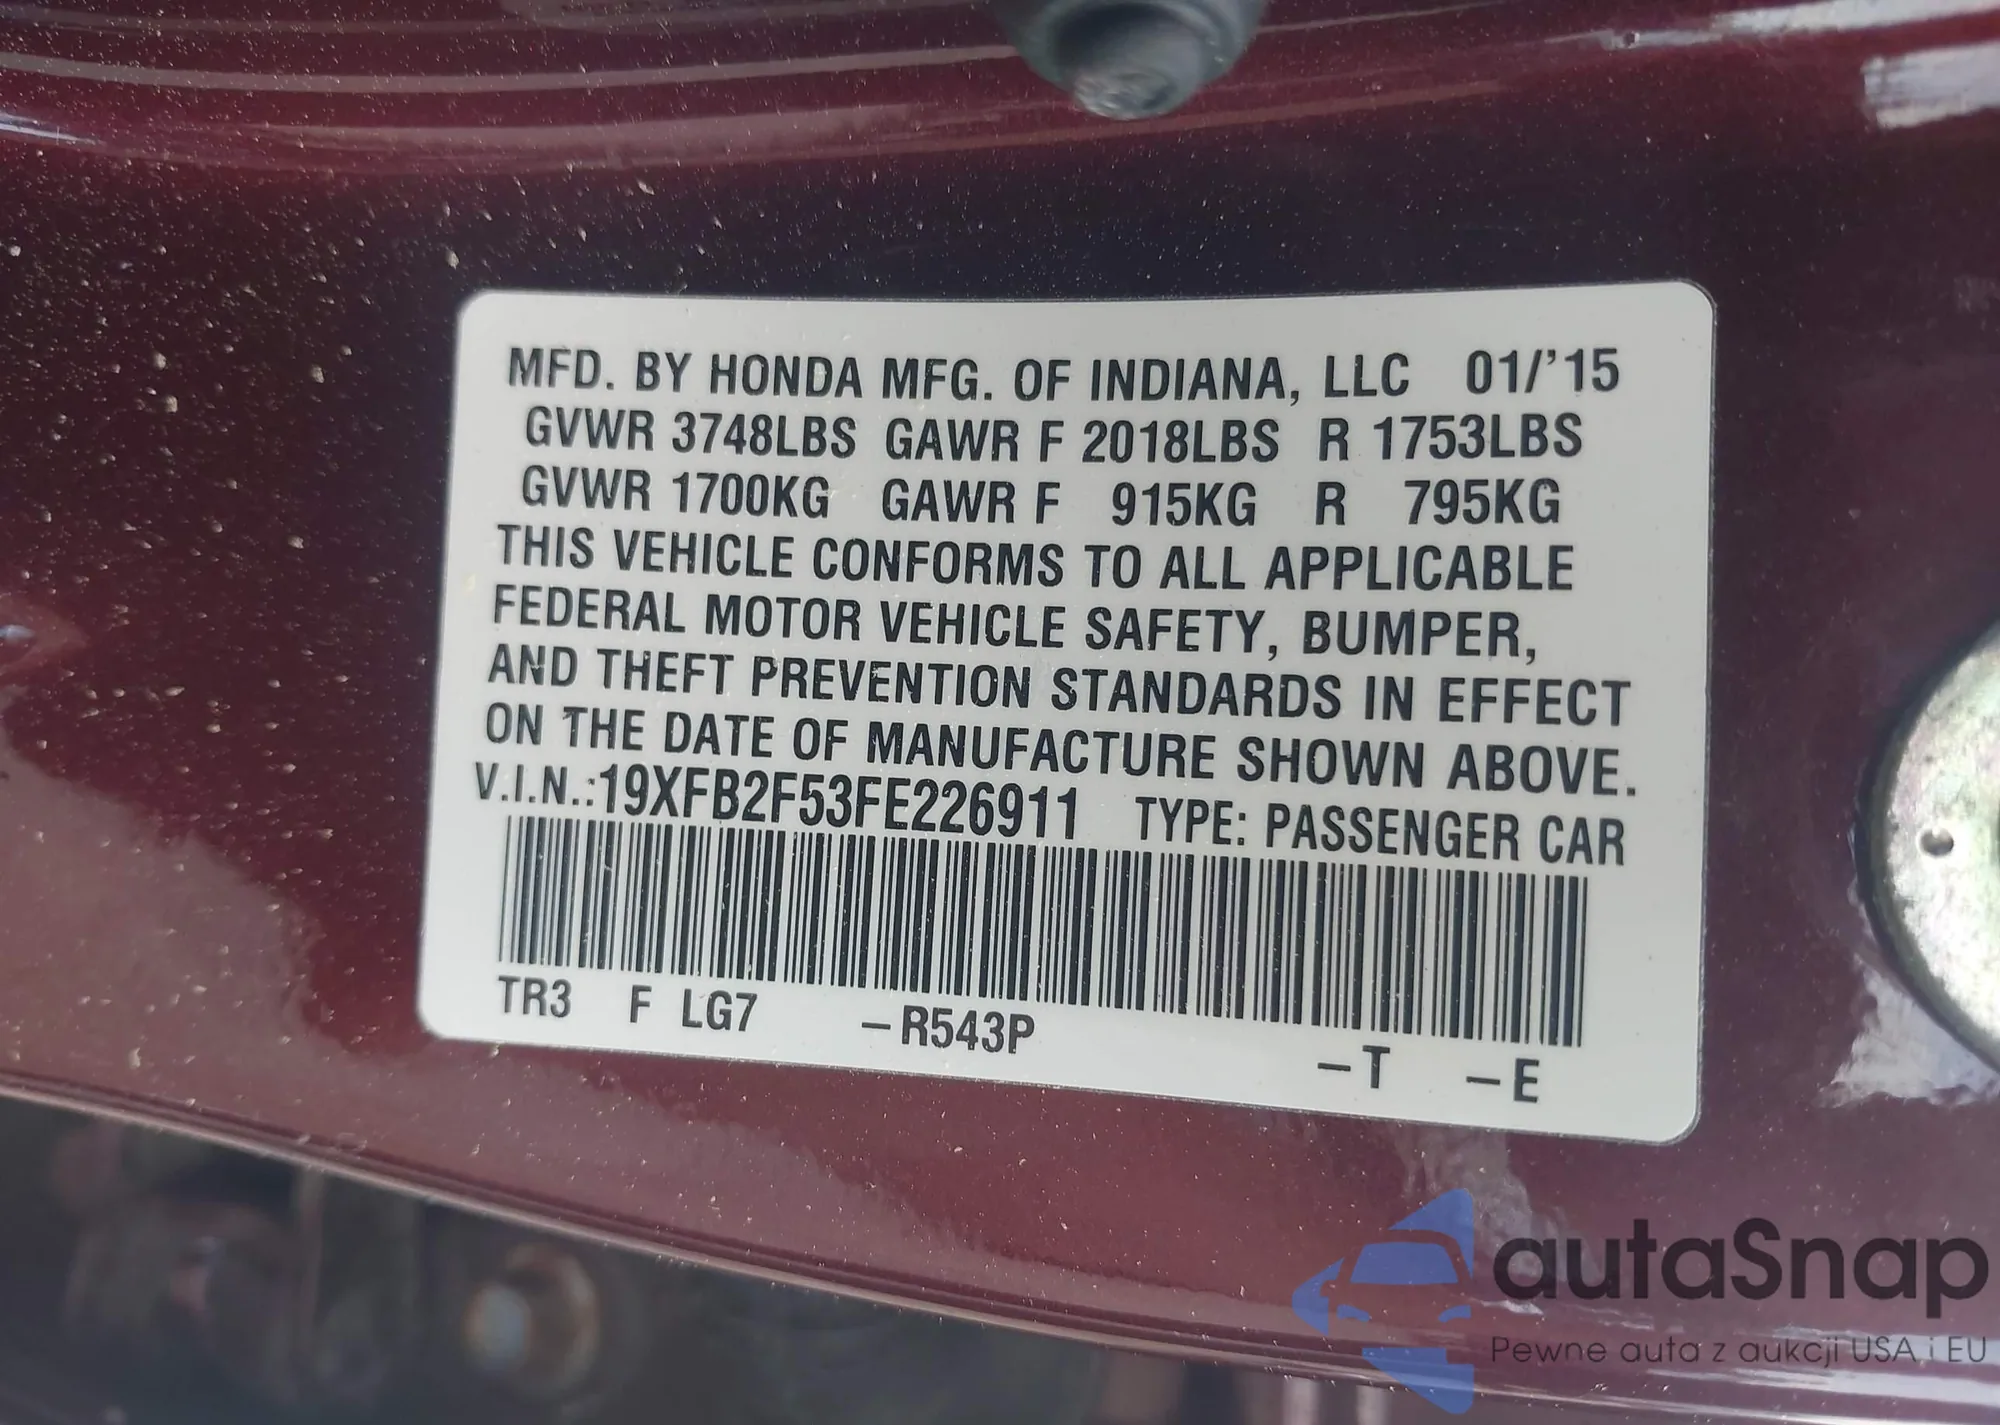 MFD. BY HONDA MFG. OF INDIANA, LLC 01/'15
GVWR 3748LBS GAWR F 2018LBS R 1753LBS
GVWR 1700KG GAWR F 915KG R 795KG
THIS VEHICLE CONFORMS TO ALL APPLICABLE
FEDERAL MOTOR VEHICLE SAFETY, BUMPER,
AND THEFT PREVENTION STANDARDS IN EFFECT
ON THE DATE OF MANUFACTURE SHOWN ABOVE.
V.I.N.:19XFB2F53FE226911 TYPE: PASSENGER CAR
TR3 F LG7 –R543P –T –E
autaSnap
Pewne auta z aukcji USA i EU